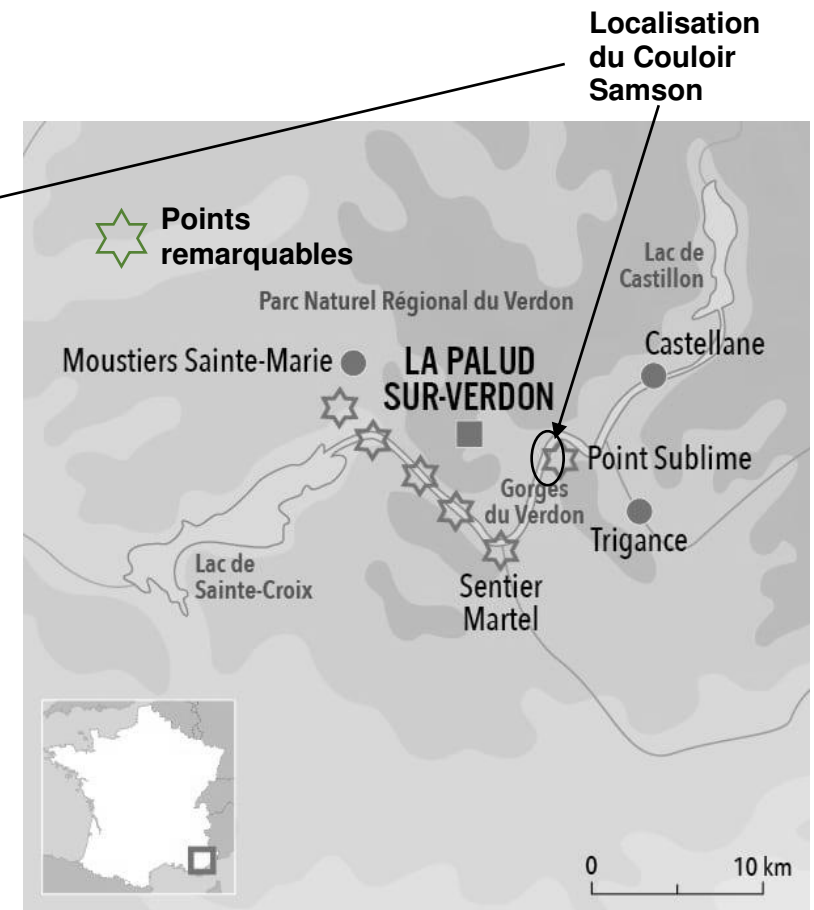 Localisation
du Couloir
Samson
Points
remarquables
Lac de
Castillon
Parc Naturel Régional du Verdon
Castellane
Moustiers Sainte-Marie
LA PALUD
SUR-VERDON
Point Sublime
Gorges
du Verdon
Trigance
Lac de
Sainte-Croix
Sentier
Martel
0 10 km